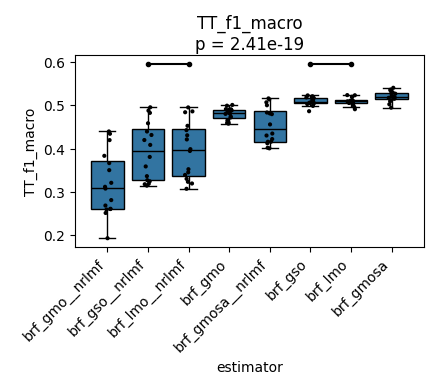 TT_f1_macro
p = 2.41e-19
TT_f1_macro
0.6
0.5
0.4
0.3
0.2
brf_gmo__nrlmf
brf_gso__nrlmf
brf_lmo__nrlmf
brf_gmo
brf_gmosa__nrlmf
brf_gso
brf_lmo
brf_gmosa
estimator